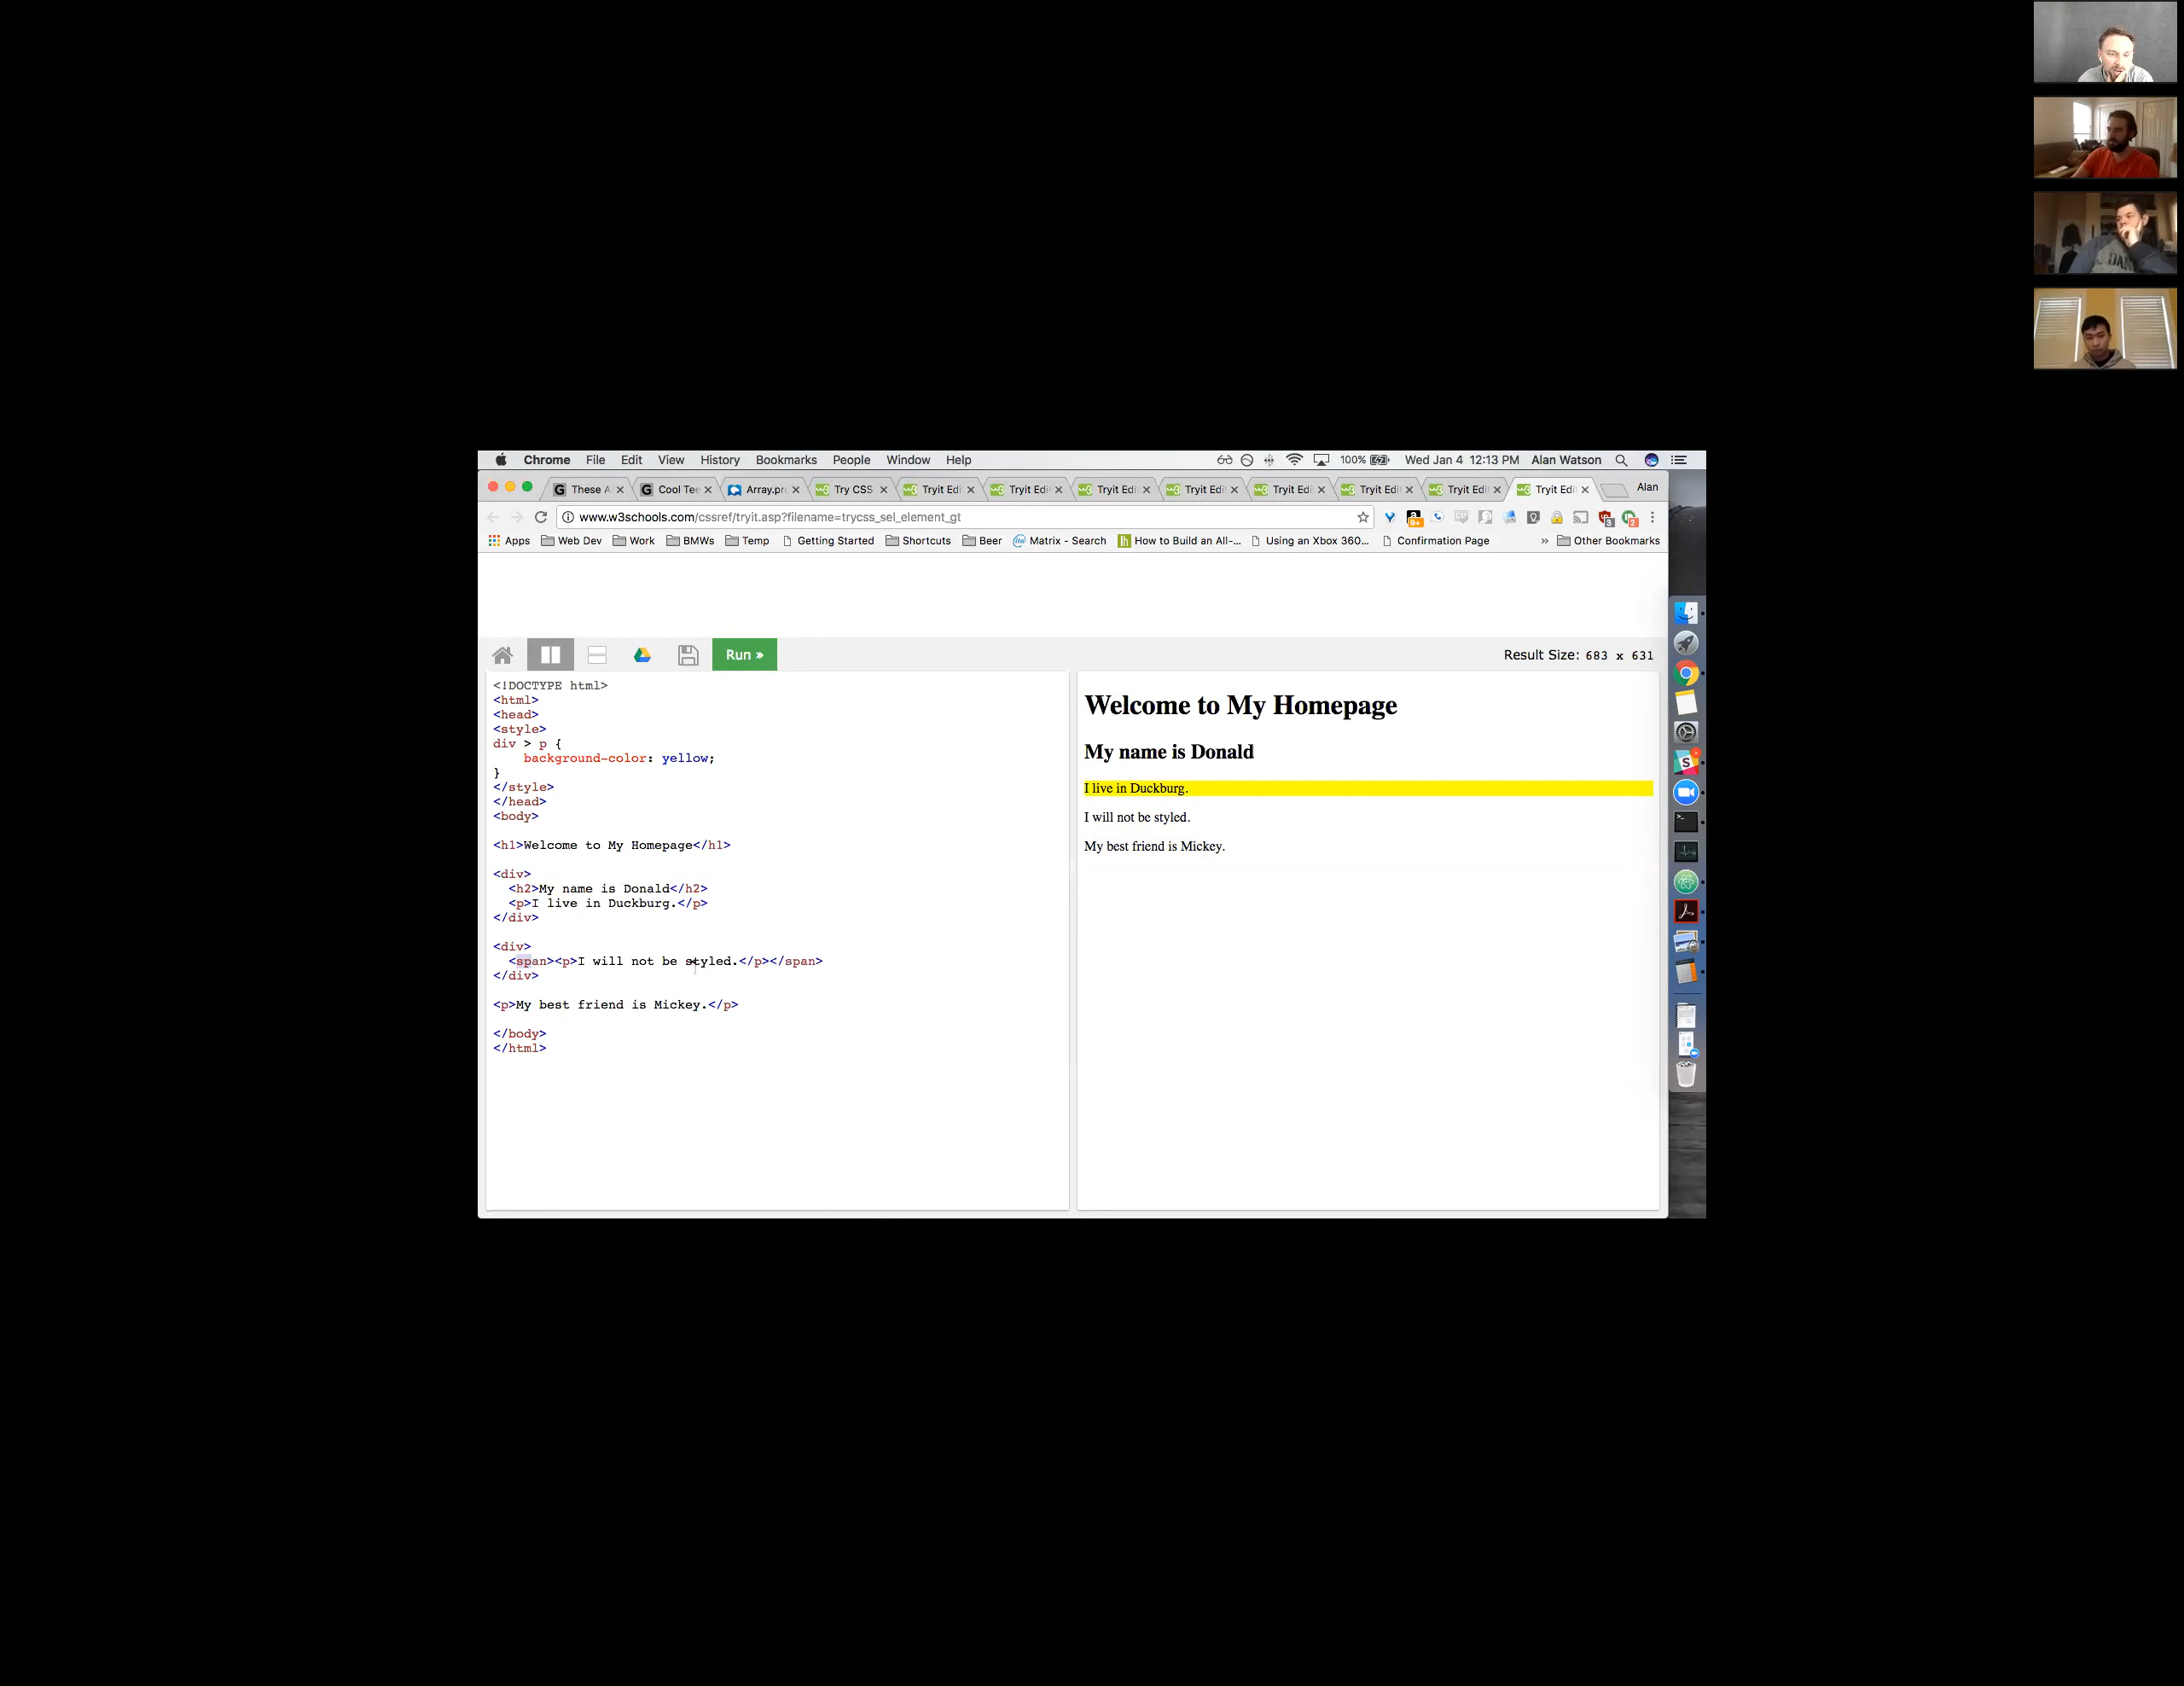 Chrome File Edit View History Bookmarks People Window Help 100% Wed Jan 4 12:13 PM Alan Watson
These A Cool Tee Array.pr Try CSS Tryit Edi Tryit Edi Tryit Edi Tryit Edi Tryit Edi Tryit Edi Tryit Edi Tryit Edi Alan
www.w3schools.com/cssref/tryit.asp?filename=trycss_sel_element_gt
Apps Web Dev Work BMWs Temp Getting Started Shortcuts Beer Matrix - Search How to Build an All-... Using an Xbox 360... Confirmation Page » Other Bookmarks
Run » Result Size: 683 x 631
<!DOCTYPE html>
<html>
<head>
<style>
div > p {
background-color: yellow;
}
</style>
</head>
<body>
<h1>Welcome to My Homepage</h1>
<div>
<h2>My name is Donald</h2>
<p>I live in Duckburg.</p>
</div>
<div>
<span><p>I will not be styled.</p></span>
</div>
<p>My best friend is Mickey.</p>
</body>
</html>
Welcome to My Homepage
My name is Donald
I live in Duckburg.
I will not be styled.
My best friend is Mickey.